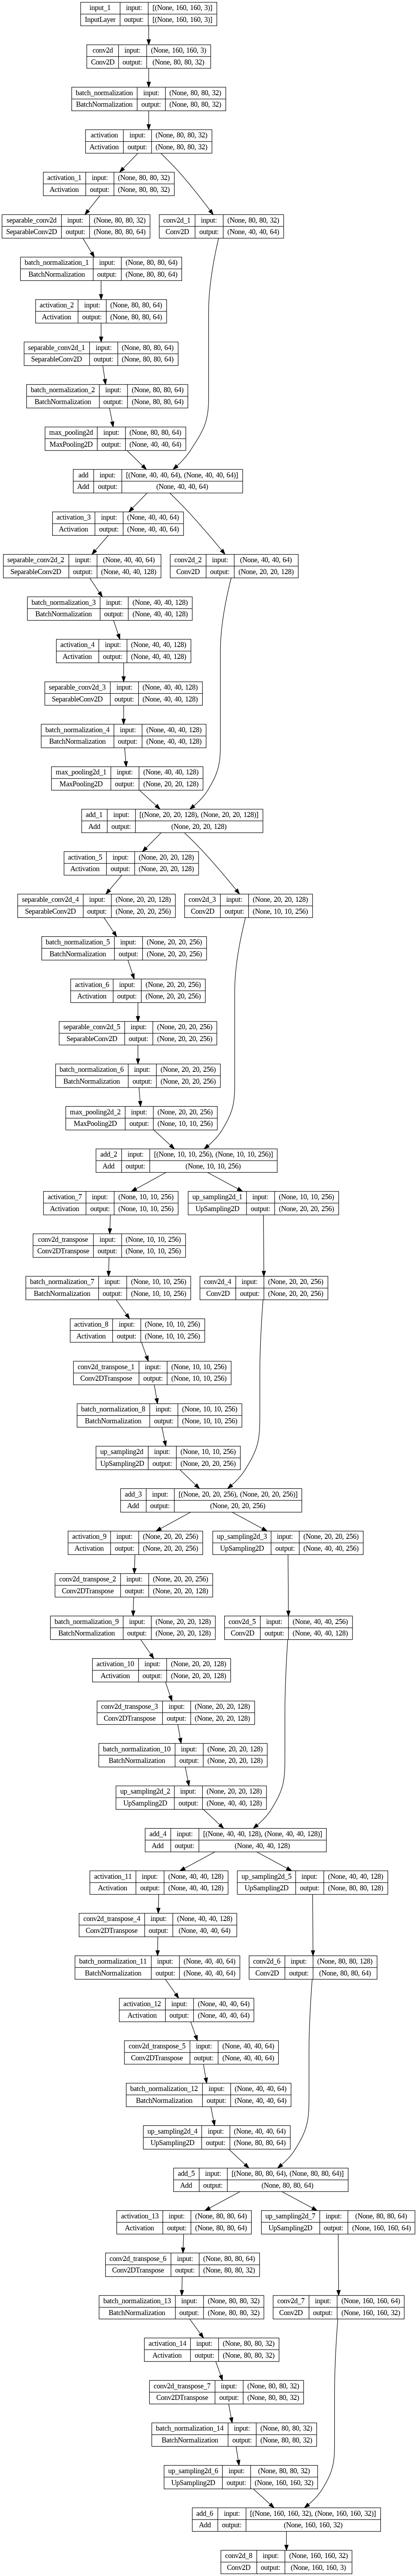 input_1 input: [(None, 160, 160, 3)]
InputLayer output: [(None, 160, 160, 3)]
conv2d input: (None, 160, 160, 3)
Conv2D output: (None, 80, 80, 32)
batch_normalization input: (None, 80, 80, 32)
BatchNormalization output: (None, 80, 80, 32)
activation input: (None, 80, 80, 32)
Activation output: (None, 80, 80, 32)
activation_1 input: (None, 80, 80, 32)
Activation output: (None, 80, 80, 32)
separable_conv2d input: (None, 80, 80, 32)
SeparableConv2D output: (None, 80, 80, 64)
conv2d_1 input: (None, 80, 80, 32)
Conv2D output: (None, 40, 40, 64)
batch_normalization_1 input: (None, 80, 80, 64)
BatchNormalization output: (None, 80, 80, 64)
activation_2 input: (None, 80, 80, 64)
Activation output: (None, 80, 80, 64)
separable_conv2d_1 input: (None, 80, 80, 64)
SeparableConv2D output: (None, 80, 80, 64)
batch_normalization_2 input: (None, 80, 80, 64)
BatchNormalization output: (None, 80, 80, 64)
max_pooling2d input: (None, 80, 80, 64)
MaxPooling2D output: (None, 40, 40, 64)
add input: [(None, 40, 40, 64), (None, 40, 40, 64)]
Add output: (None, 40, 40, 64)
activation_3 input: (None, 40, 40, 64)
Activation output: (None, 40, 40, 64)
separable_conv2d_2 input: (None, 40, 40, 64)
SeparableConv2D output: (None, 40, 40, 128)
conv2d_2 input: (None, 40, 40, 64)
Conv2D output: (None, 20, 20, 128)
batch_normalization_3 input: (None, 40, 40, 128)
BatchNormalization output: (None, 40, 40, 128)
activation_4 input: (None, 40, 40, 128)
Activation output: (None, 40, 40, 128)
separable_conv2d_3 input: (None, 40, 40, 128)
SeparableConv2D output: (None, 40, 40, 128)
batch_normalization_4 input: (None, 40, 40, 128)
BatchNormalization output: (None, 40, 40, 128)
max_pooling2d_1 input: (None, 40, 40, 128)
MaxPooling2D output: (None, 20, 20, 128)
add_1 input: [(None, 20, 20, 128), (None, 20, 20, 128)]
Add output: (None, 20, 20, 128)
activation_5 input: (None, 20, 20, 128)
Activation output: (None, 20, 20, 128)
separable_conv2d_4 input: (None, 20, 20, 128)
SeparableConv2D output: (None, 20, 20, 256)
conv2d_3 input: (None, 20, 20, 128)
Conv2D output: (None, 10, 10, 256)
batch_normalization_5 input: (None, 20, 20, 256)
BatchNormalization output: (None, 20, 20, 256)
activation_6 input: (None, 20, 20, 256)
Activation output: (None, 20, 20, 256)
separable_conv2d_5 input: (None, 20, 20, 256)
SeparableConv2D output: (None, 20, 20, 256)
batch_normalization_6 input: (None, 20, 20, 256)
BatchNormalization output: (None, 20, 20, 256)
max_pooling2d_2 input: (None, 20, 20, 256)
MaxPooling2D output: (None, 10, 10, 256)
add_2 input: [(None, 10, 10, 256), (None, 10, 10, 256)]
Add output: (None, 10, 10, 256)
activation_7 input: (None, 10, 10, 256)
Activation output: (None, 10, 10, 256)
up_sampling2d_1 input: (None, 10, 10, 256)
UpSampling2D output: (None, 20, 20, 256)
conv2d_transpose input: (None, 10, 10, 256)
Conv2DTranspose output: (None, 10, 10, 256)
batch_normalization_7 input: (None, 10, 10, 256)
BatchNormalization output: (None, 10, 10, 256)
conv2d_4 input: (None, 20, 20, 256)
Conv2D output: (None, 20, 20, 256)
activation_8 input: (None, 10, 10, 256)
Activation output: (None, 10, 10, 256)
conv2d_transpose_1 input: (None, 10, 10, 256)
Conv2DTranspose output: (None, 10, 10, 256)
batch_normalization_8 input: (None, 10, 10, 256)
BatchNormalization output: (None, 10, 10, 256)
up_sampling2d input: (None, 10, 10, 256)
UpSampling2D output: (None, 20, 20, 256)
add_3 input: [(None, 20, 20, 256), (None, 20, 20, 256)]
Add output: (None, 20, 20, 256)
activation_9 input: (None, 20, 20, 256)
Activation output: (None, 20, 20, 256)
up_sampling2d_3 input: (None, 20, 20, 256)
UpSampling2D output: (None, 40, 40, 256)
conv2d_transpose_2 input: (None, 20, 20, 256)
Conv2DTranspose output: (None, 20, 20, 128)
batch_normalization_9 input: (None, 20, 20, 128)
BatchNormalization output: (None, 20, 20, 128)
conv2d_5 input: (None, 40, 40, 256)
Conv2D output: (None, 40, 40, 128)
activation_10 input: (None, 20, 20, 128)
Activation output: (None, 20, 20, 128)
conv2d_transpose_3 input: (None, 20, 20, 128)
Conv2DTranspose output: (None, 20, 20, 128)
batch_normalization_10 input: (None, 20, 20, 128)
BatchNormalization output: (None, 20, 20, 128)
up_sampling2d_2 input: (None, 20, 20, 128)
UpSampling2D output: (None, 40, 40, 128)
add_4 input: [(None, 40, 40, 128), (None, 40, 40, 128)]
Add output: (None, 40, 40, 128)
activation_11 input: (None, 40, 40, 128)
Activation output: (None, 40, 40, 128)
up_sampling2d_5 input: (None, 40, 40, 128)
UpSampling2D output: (None, 80, 80, 128)
conv2d_transpose_4 input: (None, 40, 40, 128)
Conv2DTranspose output: (None, 40, 40, 64)
batch_normalization_11 input: (None, 40, 40, 64)
BatchNormalization output: (None, 40, 40, 64)
conv2d_6 input: (None, 80, 80, 128)
Conv2D output: (None, 80, 80, 64)
activation_12 input: (None, 40, 40, 64)
Activation output: (None, 40, 40, 64)
conv2d_transpose_5 input: (None, 40, 40, 64)
Conv2DTranspose output: (None, 40, 40, 64)
batch_normalization_12 input: (None, 40, 40, 64)
BatchNormalization output: (None, 40, 40, 64)
up_sampling2d_4 input: (None, 40, 40, 64)
UpSampling2D output: (None, 80, 80, 64)
add_5 input: [(None, 80, 80, 64), (None, 80, 80, 64)]
Add output: (None, 80, 80, 64)
activation_13 input: (None, 80, 80, 64)
Activation output: (None, 80, 80, 64)
up_sampling2d_7 input: (None, 80, 80, 64)
UpSampling2D output: (None, 160, 160, 64)
conv2d_transpose_6 input: (None, 80, 80, 64)
Conv2DTranspose output: (None, 80, 80, 32)
batch_normalization_13 input: (None, 80, 80, 32)
BatchNormalization output: (None, 80, 80, 32)
conv2d_7 input: (None, 160, 160, 64)
Conv2D output: (None, 160, 160, 32)
activation_14 input: (None, 80, 80, 32)
Activation output: (None, 80, 80, 32)
conv2d_transpose_7 input: (None, 80, 80, 32)
Conv2DTranspose output: (None, 80, 80, 32)
batch_normalization_14 input: (None, 80, 80, 32)
BatchNormalization output: (None, 80, 80, 32)
up_sampling2d_6 input: (None, 80, 80, 32)
UpSampling2D output: (None, 160, 160, 32)
add_6 input: [(None, 160, 160, 32), (None, 160, 160, 32)]
Add output: (None, 160, 160, 32)
conv2d_8 input: (None, 160, 160, 32)
Conv2D output: (None, 160, 160, 3)